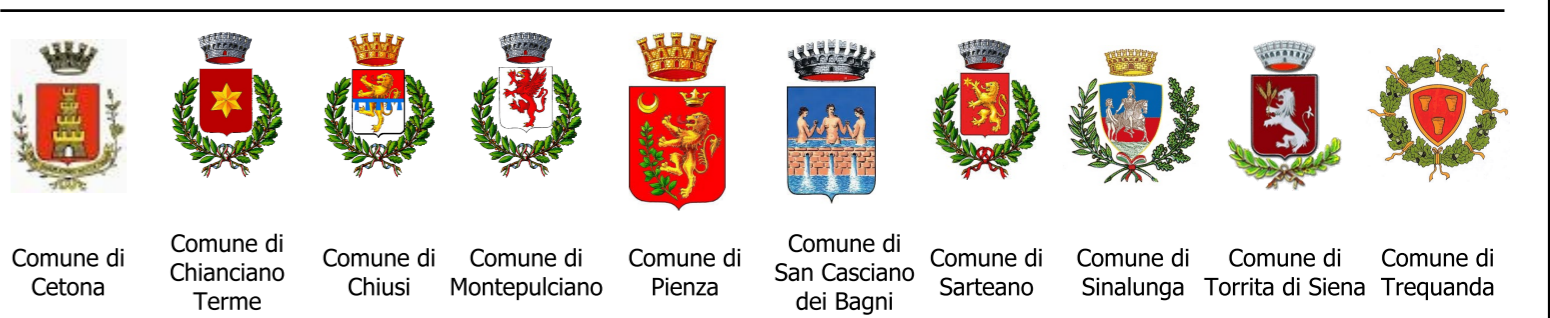 Comune di
Cetona
Comune di
Chianciano
Terme
Comune di
Chiusi
Comune di
Montepulciano
Comune di
Pienza
Comune di
San Casciano
dei Bagni
Comune di
Sarteano
Comune di
Sinalunga
Comune di
Torrita di Siena
Comune di
Trequanda